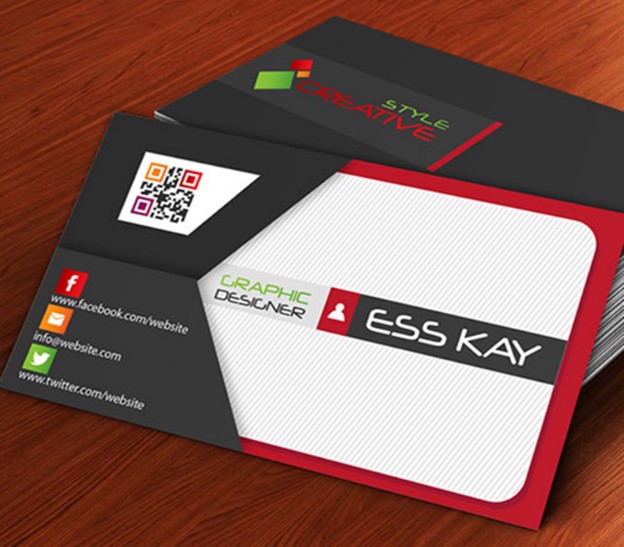 STYLE
CREATIVE
www.facebook.com/website
info@website.com
www.twitter.com/website
GRAPHIC
DESIGNER
ESS KAY